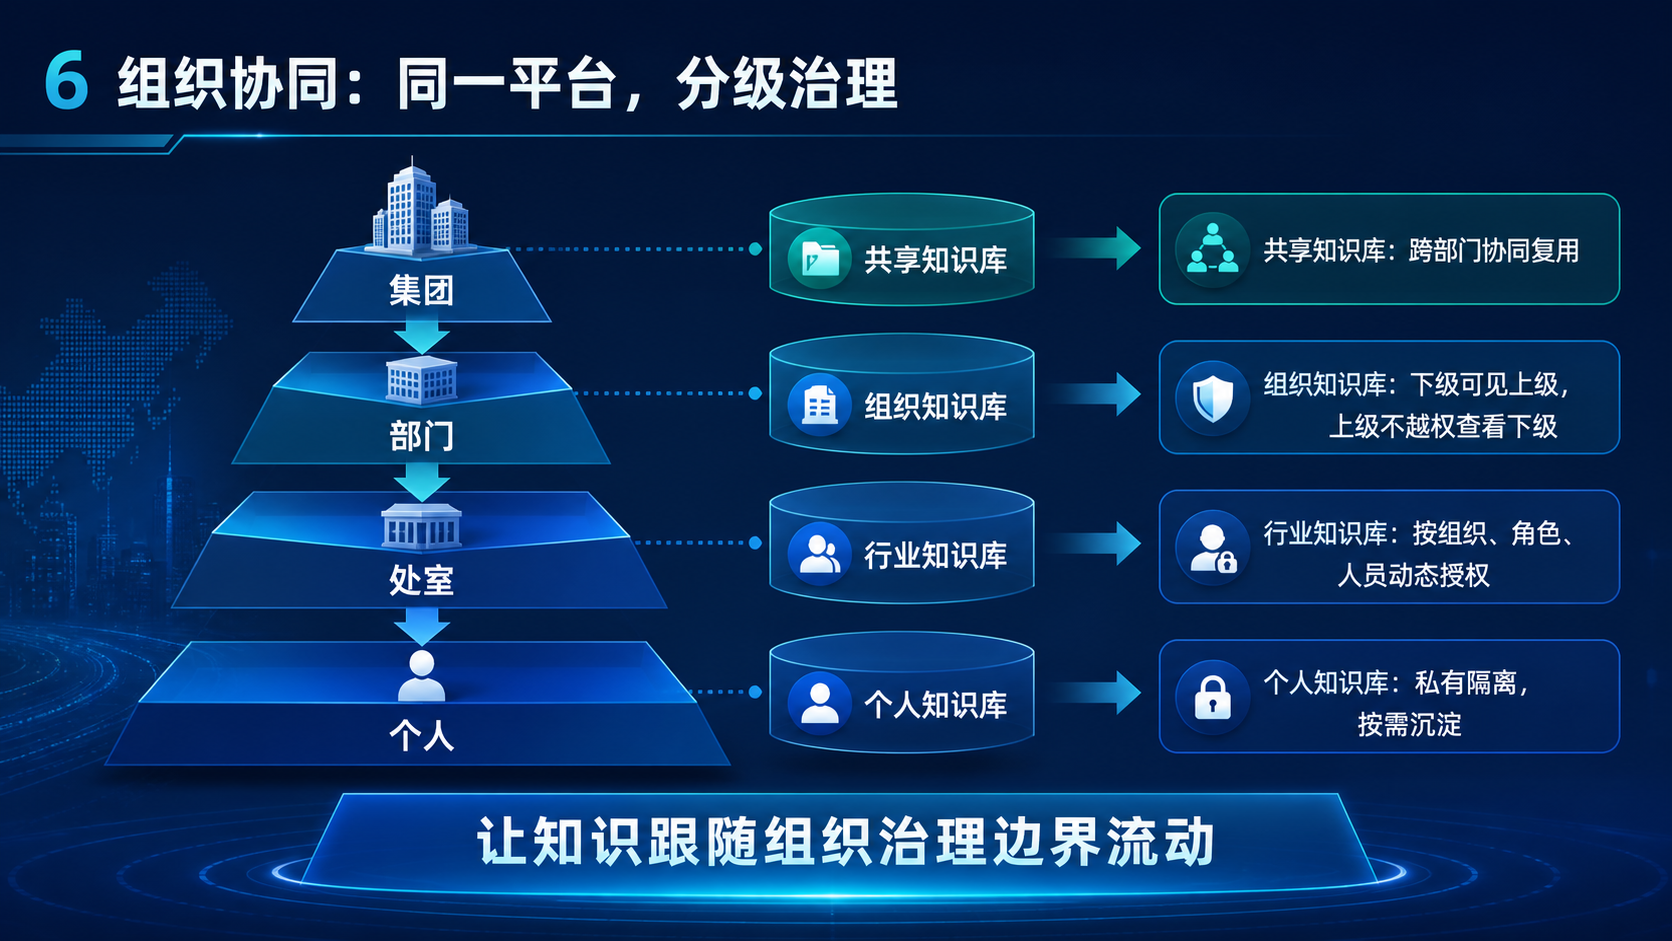 6 组织协同：同一平台，分级治理
集团
部门
处室
个人
共享知识库
组织知识库
行业知识库
个人知识库
共享知识库：跨部门协同复用
组织知识库：下级可见上级，
上级不越权查看下级
行业知识库：按组织、角色、
人员动态授权
个人知识库：私有隔离，
按需沉淀
让知识跟随组织治理边界流动